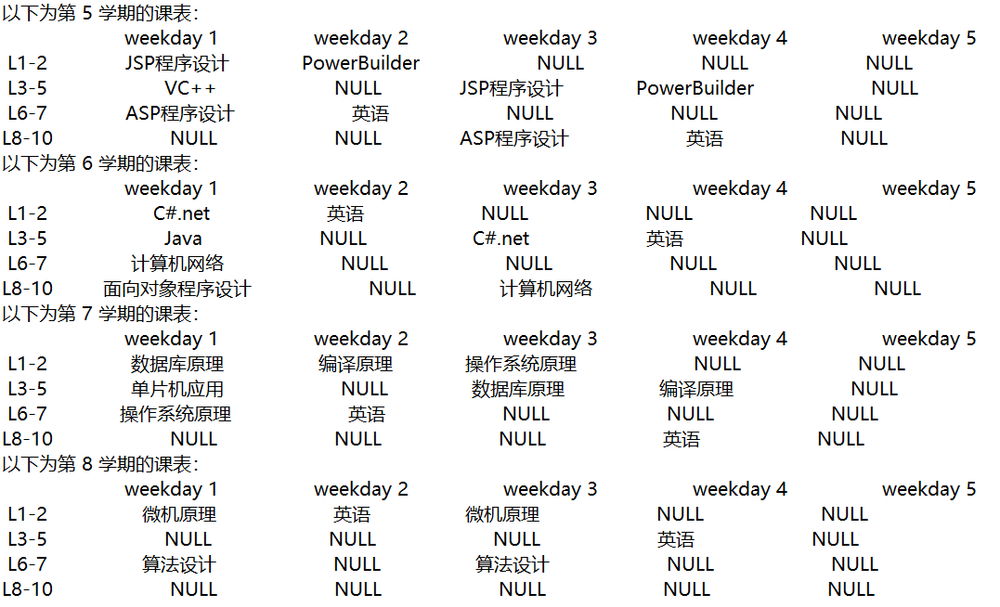 以下为第 5 学期的课表:
weekday 1 weekday 2 weekday 3 weekday 4 weekday 5
L1-2 JSP程序设计 PowerBuilder NULL NULL NULL
L3-5 VC++ NULL JSP程序设计 PowerBuilder NULL
L6-7 ASP程序设计 英语 NULL NULL NULL
L8-10 NULL NULL ASP程序设计 英语 NULL
以下为第 6 学期的课表:
weekday 1 weekday 2 weekday 3 weekday 4 weekday 5
L1-2 C#.net 英语 NULL NULL NULL
L3-5 Java NULL C#.net 英语 NULL
L6-7 计算机网络 NULL NULL NULL NULL
L8-10 面向对象程序设计 NULL 计算机网络 NULL NULL
以下为第 7 学期的课表:
weekday 1 weekday 2 weekday 3 weekday 4 weekday 5
L1-2 数据库原理 编译原理 操作系统原理 NULL NULL
L3-5 单片机应用 NULL 数据库原理 编译原理 NULL
L6-7 操作系统原理 英语 NULL NULL NULL
L8-10 NULL NULL NULL 英语 NULL
以下为第 8 学期的课表:
weekday 1 weekday 2 weekday 3 weekday 4 weekday 5
L1-2 微机原理 英语 微机原理 NULL NULL
L3-5 NULL NULL NULL 英语 NULL
L6-7 算法设计 NULL 算法设计 NULL NULL
L8-10 NULL NULL NULL NULL NULL